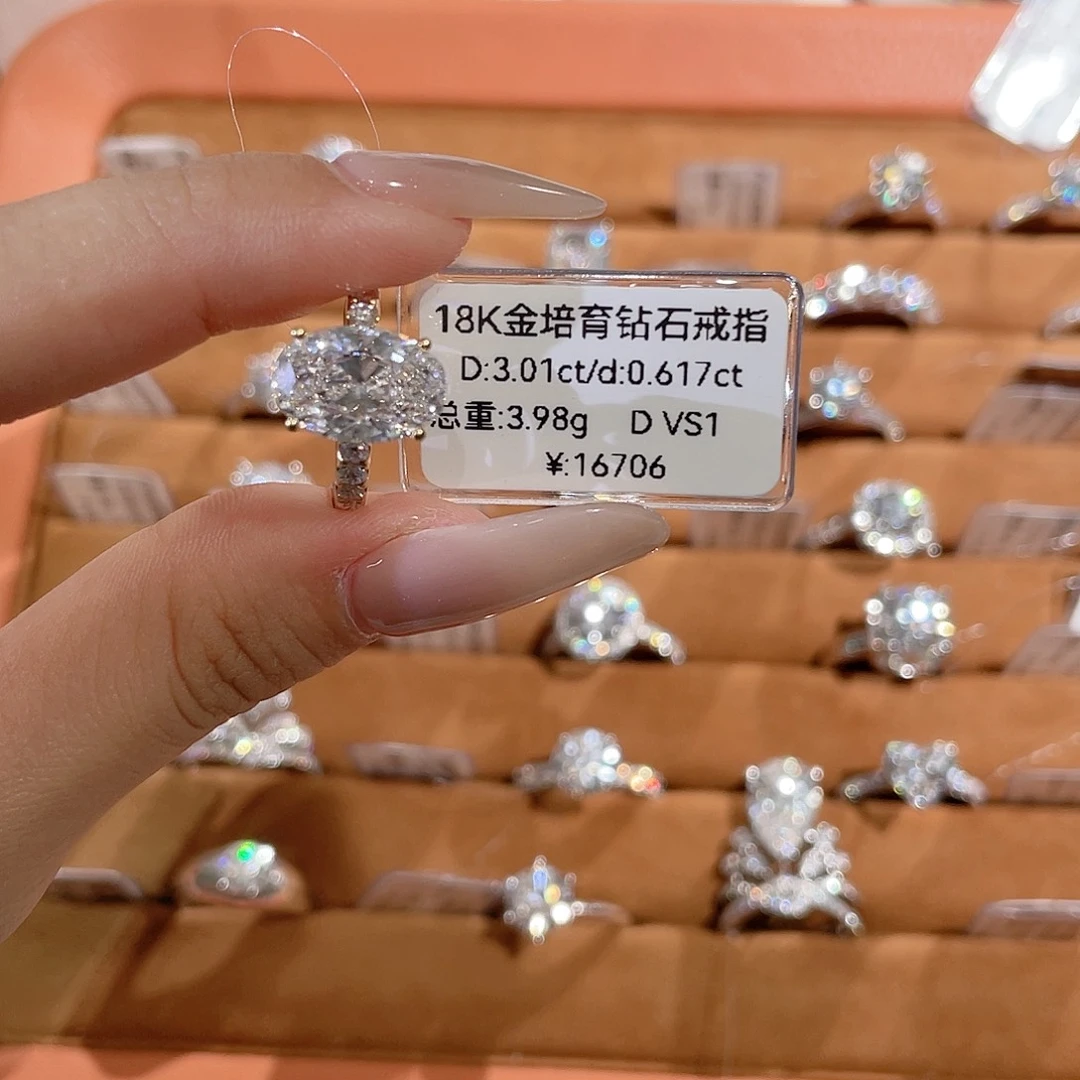 18K金培育钻石戒指
D:3.01ct/d:0.617ct
总重:3.98g D VS1
¥:16706